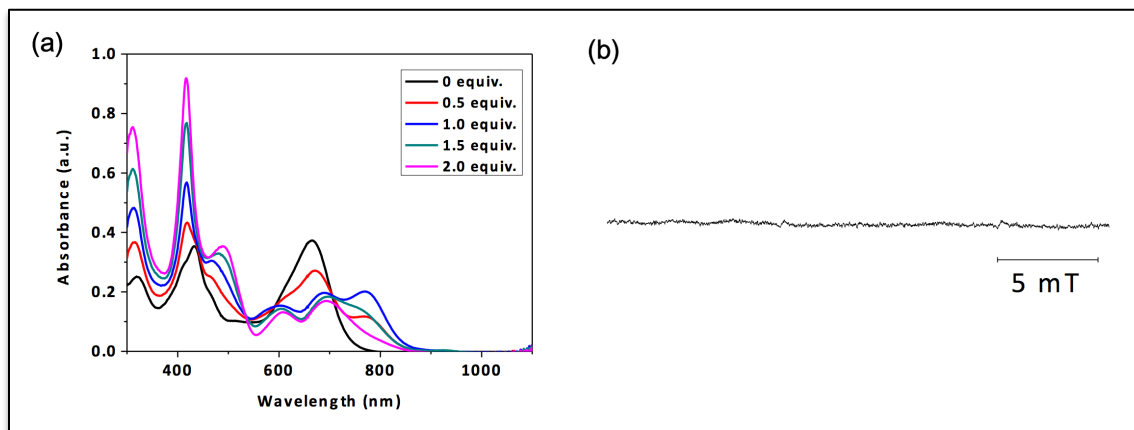 (a)
(b)
1.0
0.8
0.6
0.4
0.2
0.0
Absorbance (a.u.)
0 equiv.
0.5 equiv.
1.0 equiv.
1.5 equiv.
2.0 equiv.
400 600 800 1000
Wavelength (nm)
5 mT